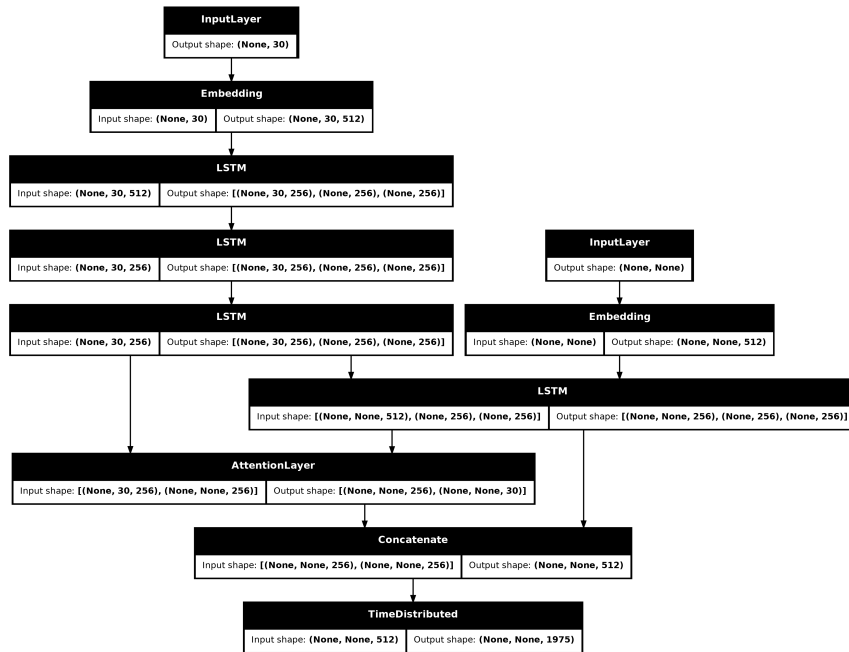 InputLayer
Output shape: (None, 30)
Embedding
Input shape: (None, 30) Output shape: (None, 30, 512)
LSTM
Input shape: (None, 30, 512) Output shape: [(None, 30, 256), (None, 256), (None, 256)]
LSTM
Input shape: (None, 30, 256) Output shape: [(None, 30, 256), (None, 256), (None, 256)]
InputLayer
Output shape: (None, None)
LSTM
Input shape: (None, 30, 256) Output shape: [(None, 30, 256), (None, 256), (None, 256)]
Embedding
Input shape: (None, None) Output shape: (None, None, 512)
LSTM
Input shape: [(None, None, 512), (None, 256), (None, 256)] Output shape: [(None, None, 256), (None, 256), (None, 256)]
AttentionLayer
Input shape: [(None, 30, 256), (None, None, 256)] Output shape: [(None, None, 256), (None, None, 30)]
Concatenate
Input shape: [(None, None, 256), (None, None, 256)] Output shape: (None, None, 512)
TimeDistributed
Input shape: (None, None, 512) Output shape: (None, None, 1975)